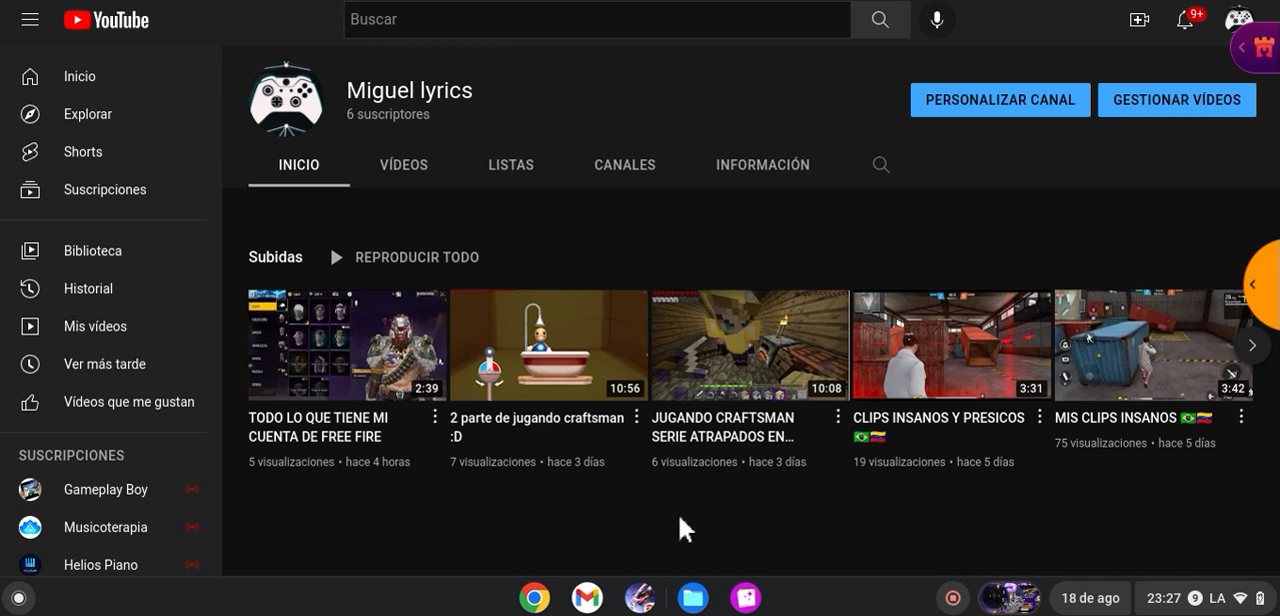 YouTube
Buscar
9+
Inicio
Explorar
Shorts
Suscripciones
Biblioteca
Historial
Mis vídeos
Ver más tarde
Vídeos que me gustan
SUSCRIPCIONES
Gameplay Boy
Musicoterapia
Helios Piano
Miguel lyrics
6 suscriptores
PERSONALIZAR CANAL
GESTIONAR VÍDEOS
INICIO
VÍDEOS
LISTAS
CANALES
INFORMACIÓN
Subidas
REPRODUCIR TODO
2:39
TODO LO QUE TIENE MI
CUENTA DE FREE FIRE
5 visualizaciones • hace 4 horas
10:56
2 parte de jugando craftsman
:D
7 visualizaciones • hace 3 días
10:08
JUGANDO CRAFTSMAN
SERIE ATRAPADOS EN...
6 visualizaciones • hace 3 días
3:31
CLIPS INSANOS Y PRESICOS
🇧🇷🇻🇪
19 visualizaciones • hace 5 días
3:42
MIS CLIPS INSANOS 🇧🇷🇻🇪
75 visualizaciones • hace 5 días
18 de ago
23:27
9
LA